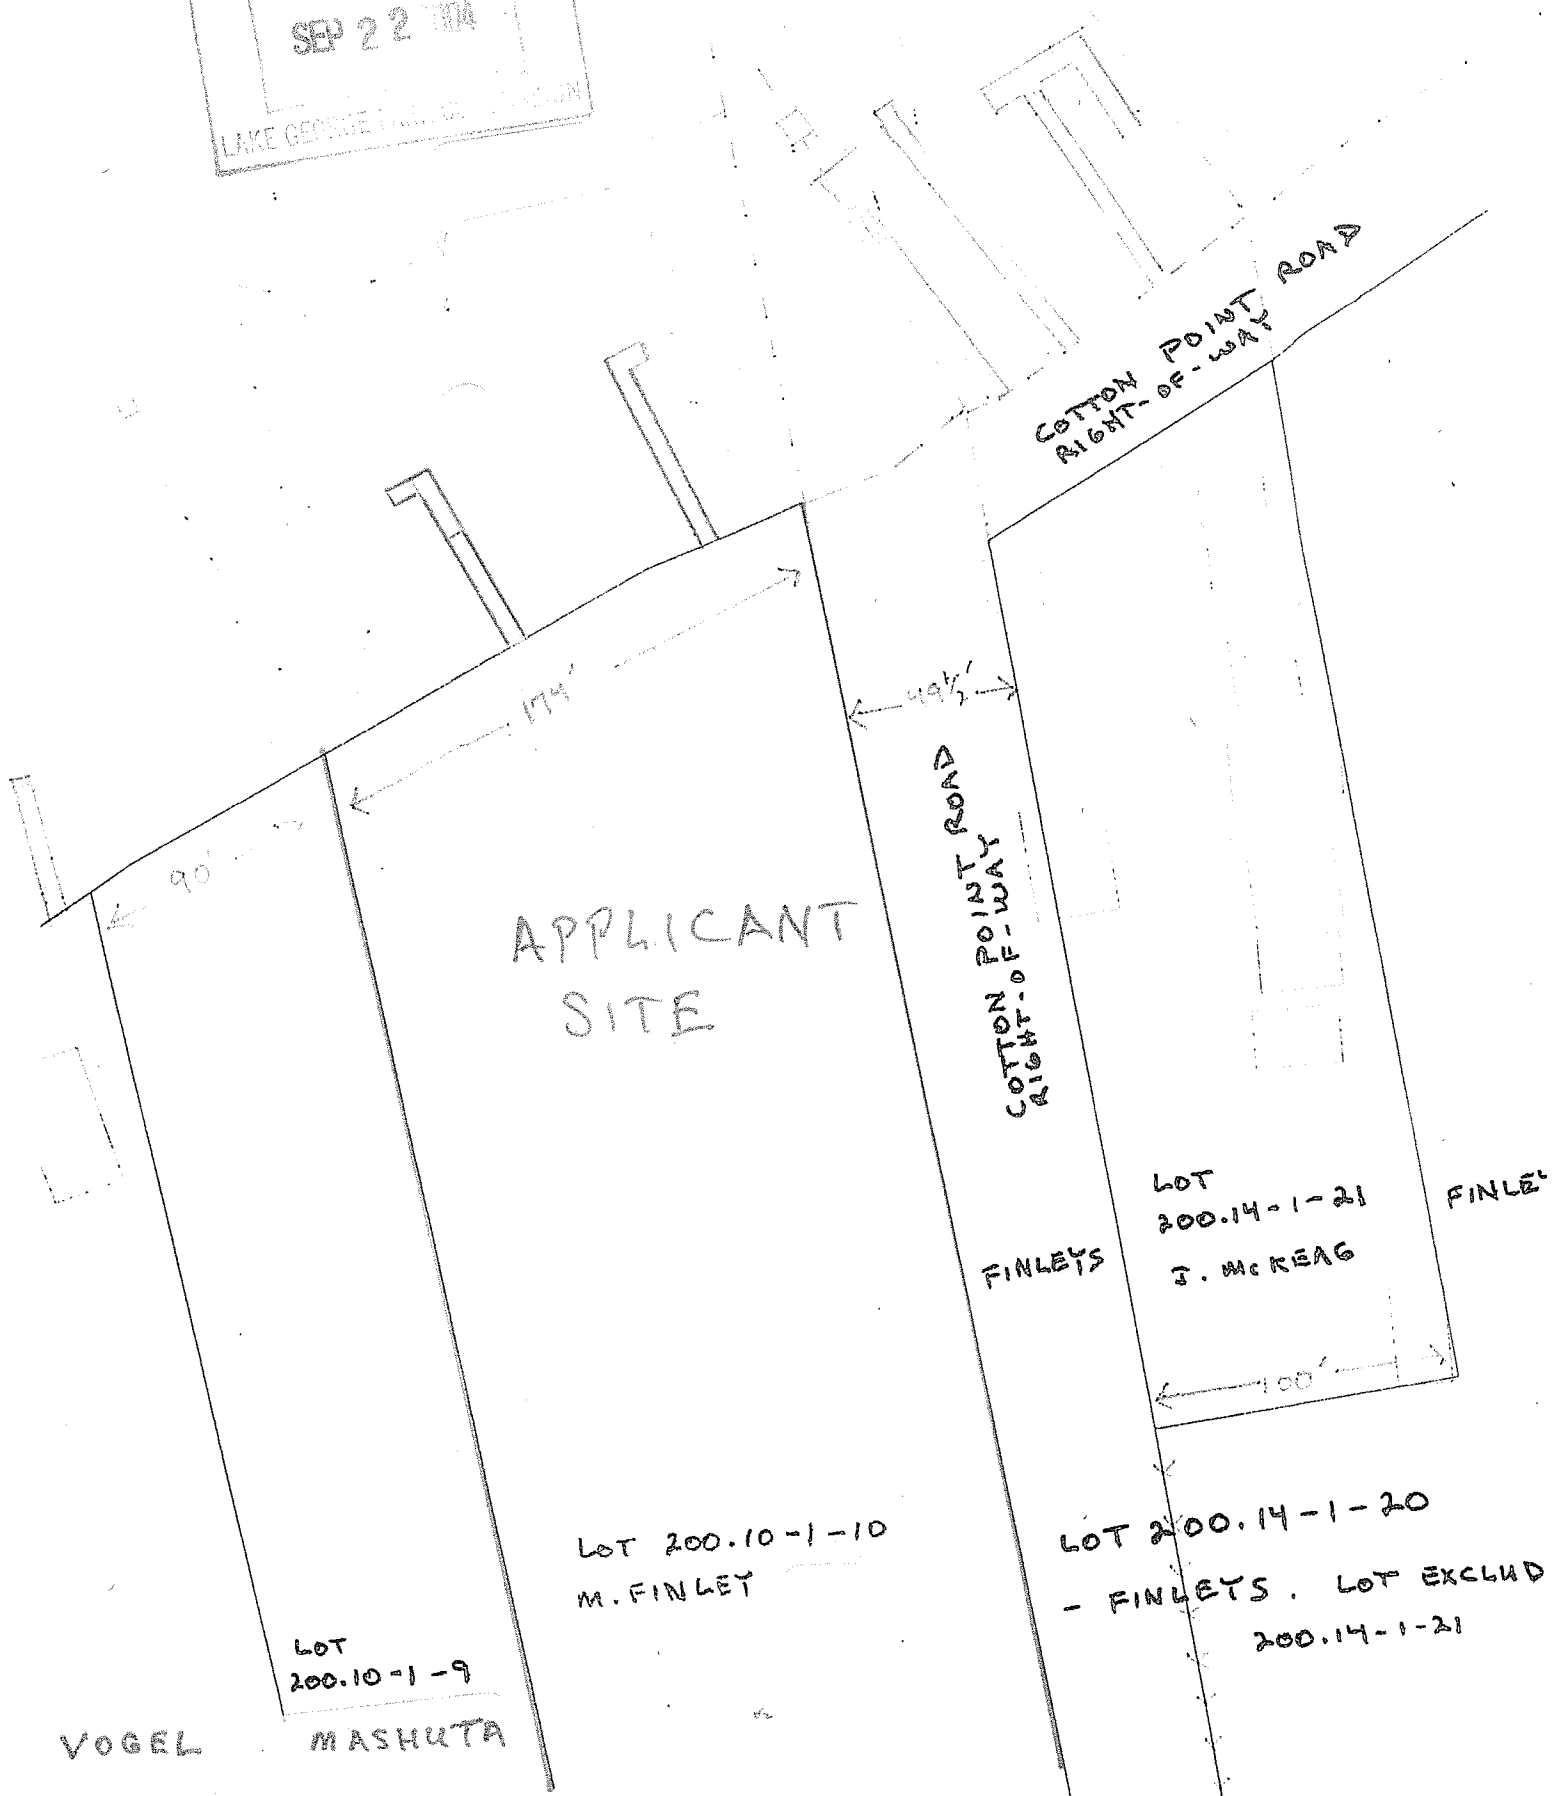 SEP 22
LAKE GEORGE
COTTON POINT ROAD
RIGHT-OF-WAY
174'
49½'
90'
COTTON POINT ROAD
RIGHT-OF-WAY
APPLICANT
SITE
LOT
200.14-1-21
J. McKEAG
FINLE
FINLEYS
100'
LOT 200.10-1-10
M. FINLEY
LOT 200.14-1-20
- FINLEYS. LOT EXCLUD
200.14-1-21
LOT
200.10-1-9
VOGEL
MASHUTA